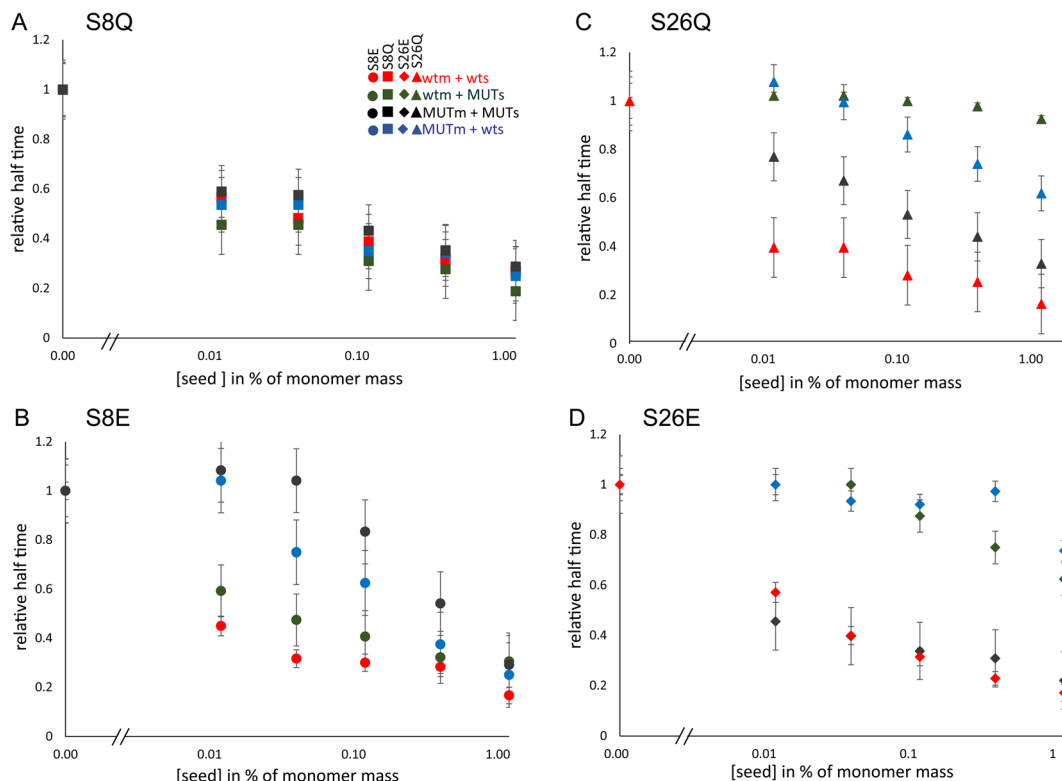 A S8Q
1.2
1
0.8
0.6
0.4
0.2
0
relative half time
0.00 0.01 0.10 1.00
[seed ] in % of monomer mass
S8E S8Q S26E S26Q
wtm + wts
wtm + MUTs
MUTm + MUTs
MUTm + wts
C S26Q
1.2
1
0.8
0.6
0.4
0.2
0
relative half time
0.00 0.01 0.10 1.00
[seed] in % of monomer mass
B S8E
1.2
1
0.8
0.6
0.4
0.2
0
relative half time
0.00 0.01 0.10 1.00
[seed] in % of monomer mass
D S26E
1.2
1
0.8
0.6
0.4
0.2
0
relative half time
0.00 0.01 0.1 1
[seed] in % of monomer mass